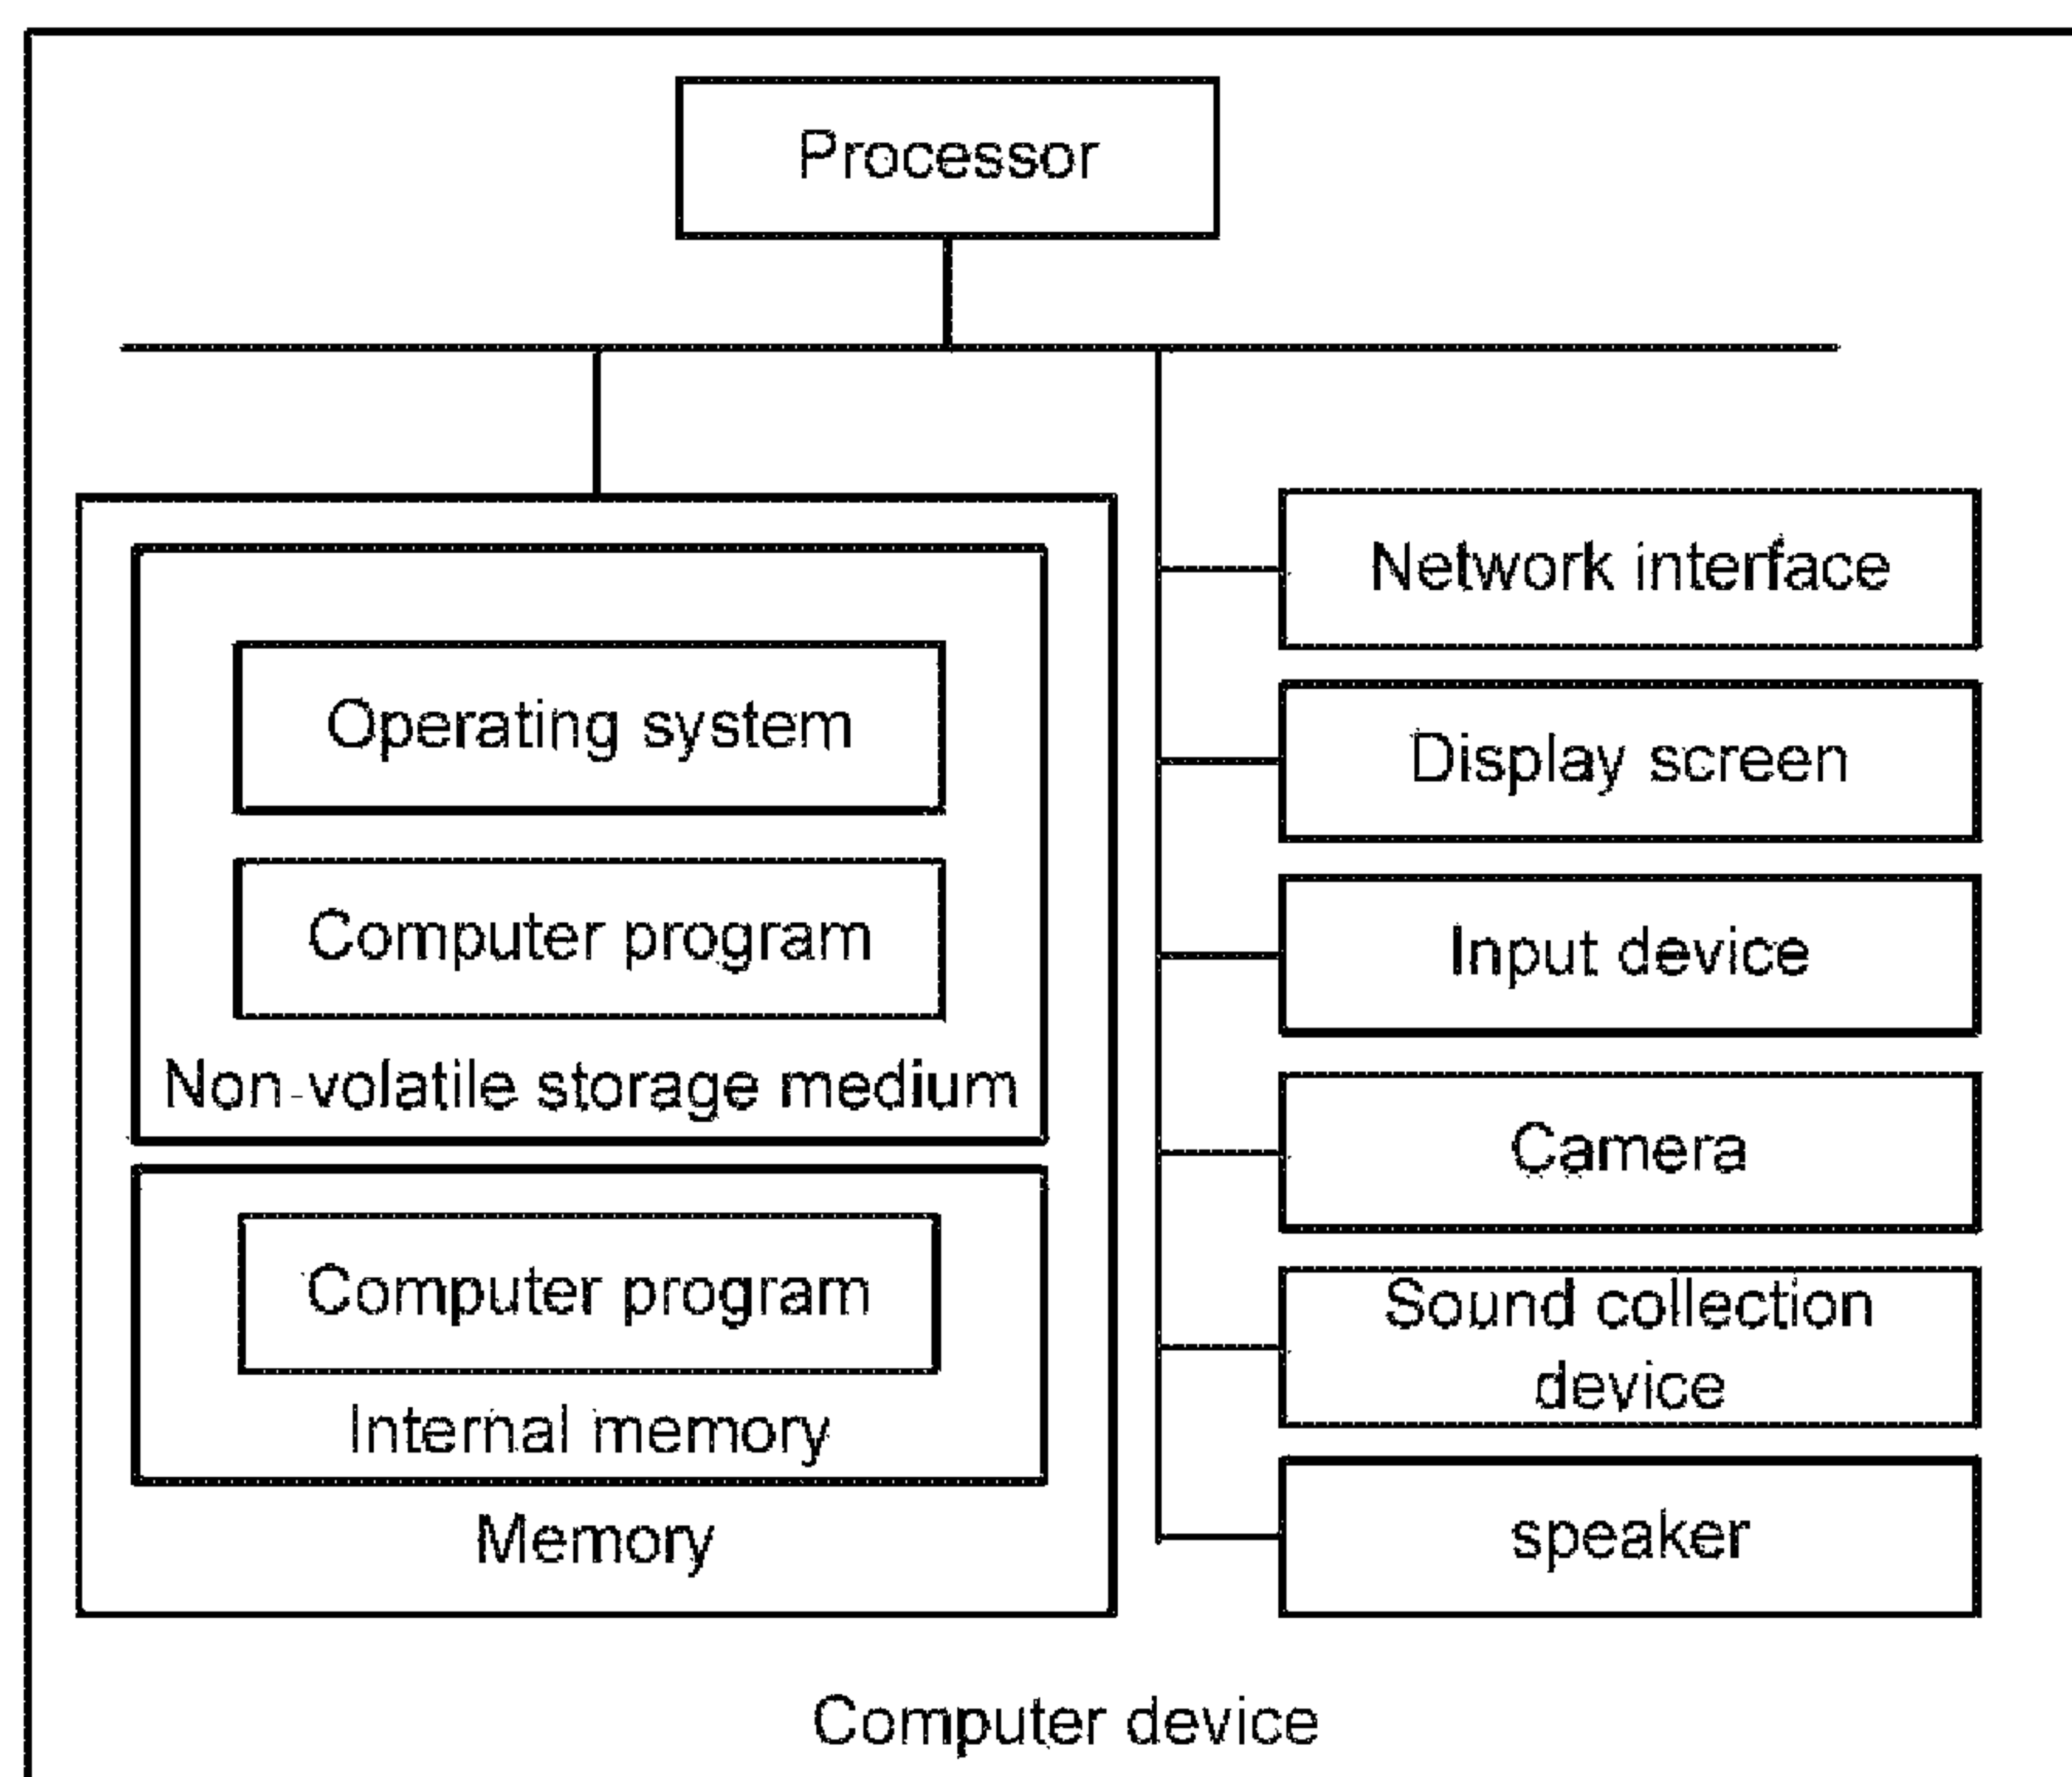 Processor
Operating system
Computer program
Non-volatile storage medium
Computer program
Internal memory
Memory
Network interface
Display screen
Input device
Camera
Sound collection
device
speaker
Computer device